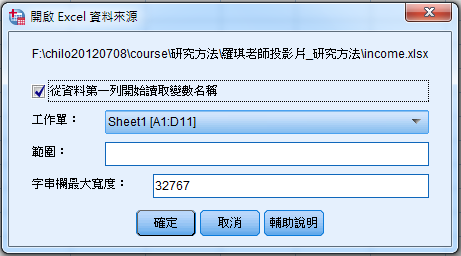 開啟 Excel 資料來源
F:\chilo20120708\course\研究方法\羅琪老師投影片_研究方法\income.xlsx
從資料第一列開始讀取變數名稱
工作單：
Sheet1 [A1:D11]
範圍：
字串欄最大寬度：
32767
確定
取消
輔助說明